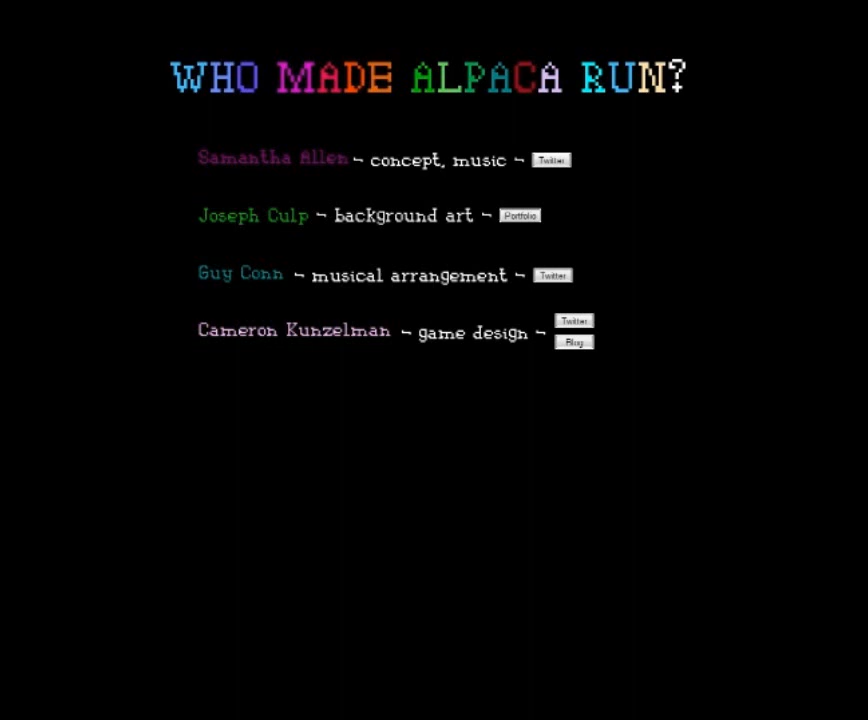 WHO MADE ALPACA RUN?
Samantha Allen ~ concept, music ~ Twitter
Joseph Culp ~ background art ~ Portfolio
Guy Conn ~ musical arrangement ~ Twitter
Cameron Kunzelman ~ game design ~ Twitter
Blog